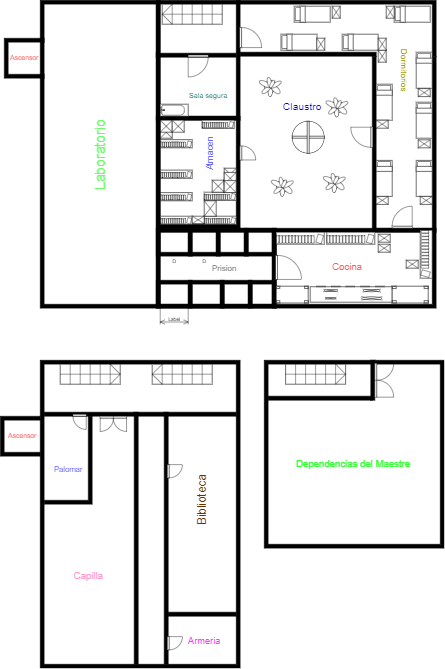 Ascensor
Laboratorio
Sala segura
Almacen
Claustro
Dormitorios
D
D
Prision
Cocina
Label
Ascensor
Palomar
Capilla
Biblioteca
Armeria
Dependencias del Maestre